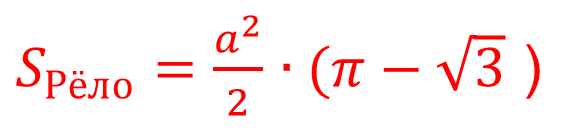 S_Рёло = a²/2 · (π − √3 )